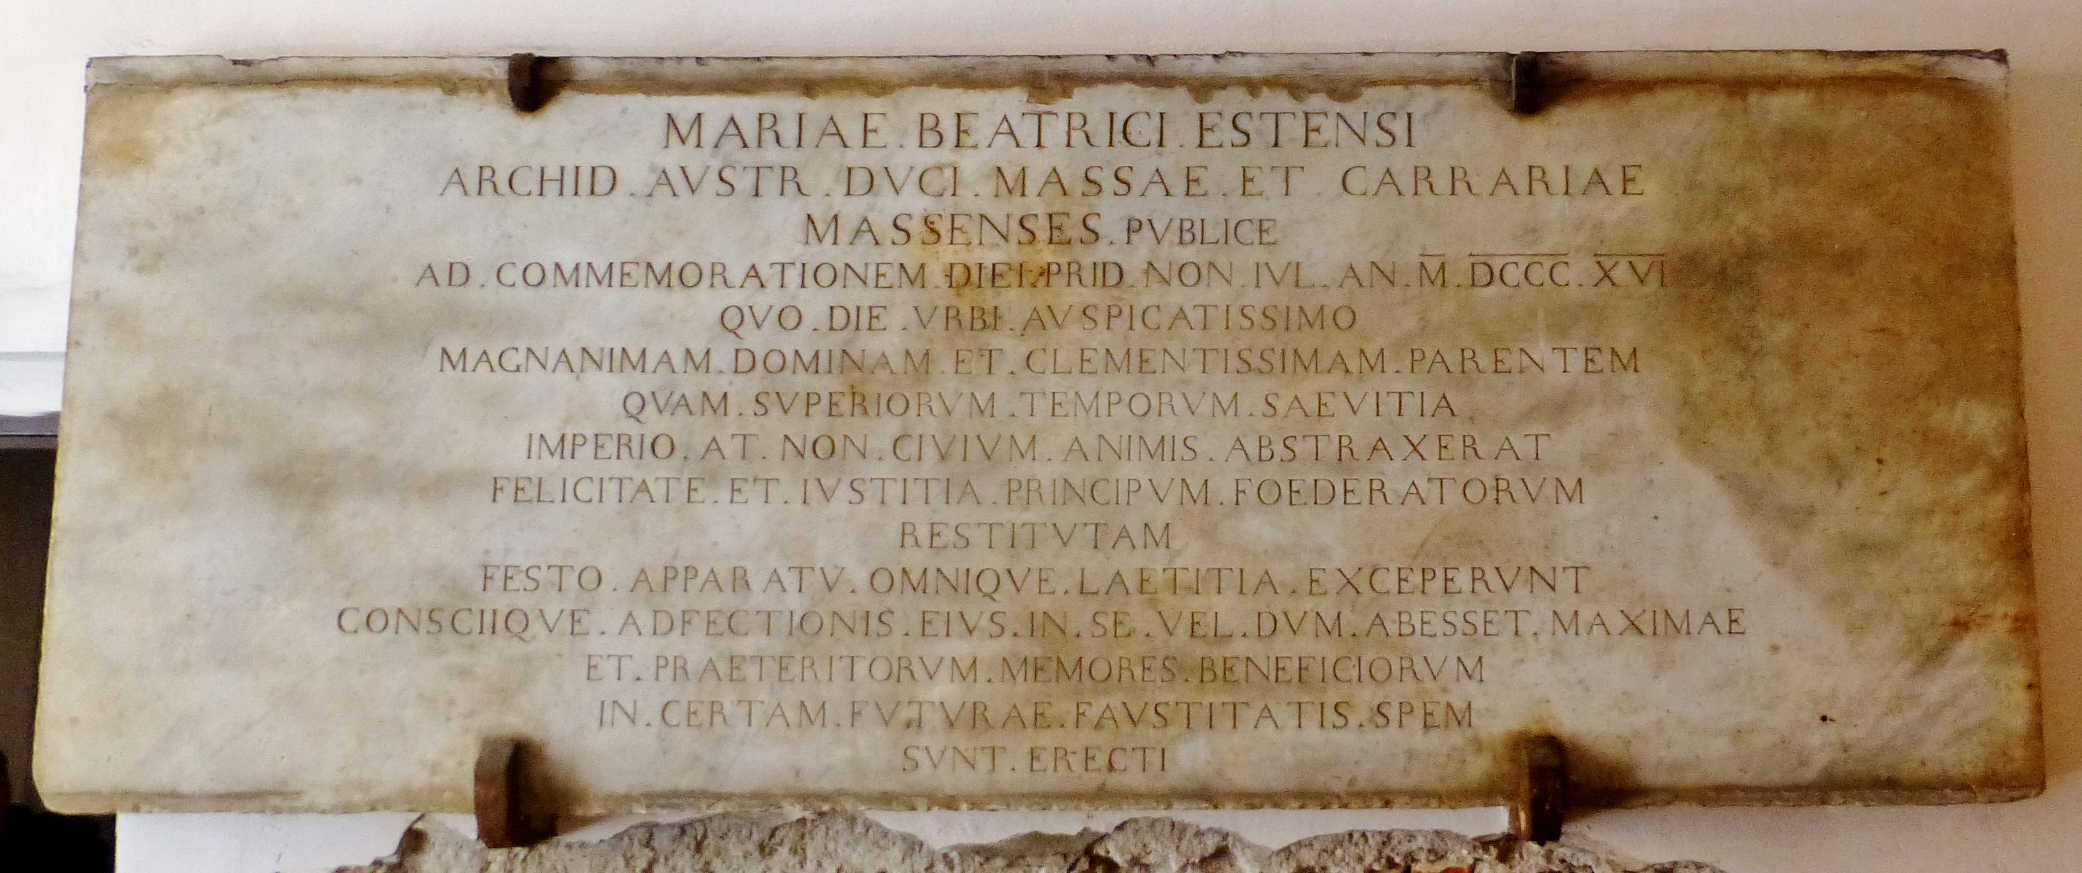 MARIAE.BEATRICI.ESTENSI
ARCHID.AVSTR.DVCI.MASSAE.ET.CARRARIAE
MASSENSES.PVBLICE
AD.COMMEMORATIONEM.DIEI.PRID.NON.IVL.AN.M̅.D̅C̅C̅C̅.X̅V̅I̅
QVO.DIE.VRBI.AVSPICATISSIMO
MAGNANIMAM.DOMINAM.ET.CLEMENTISSIMAM.PARENTEM
QVAM.SVPERIORVM.TEMPORVM.SAEVITIA
IMPERIO.AT.NON.CIVIVM.ANIMIS.ABSTRAXERAT
FELICITATE.ET.IVSTITIA.PRINCIPVM.FOEDERATORVM
RESTITVTAM
FESTO.APPARATV.OMNIQVE.LAETITIA.EXCEPERVNT
CONSCIIQVE.ADFECTIONIS.EIVS.IN.SE.VEL.DVM.ABESSET.MAXIMAE
ET.PRAETERITORVM.MEMORES.BENEFICIORVM
IN.CERTAM.FVTVRAE.FAVSTITATIS.SPEM
SVNT.ERECTI